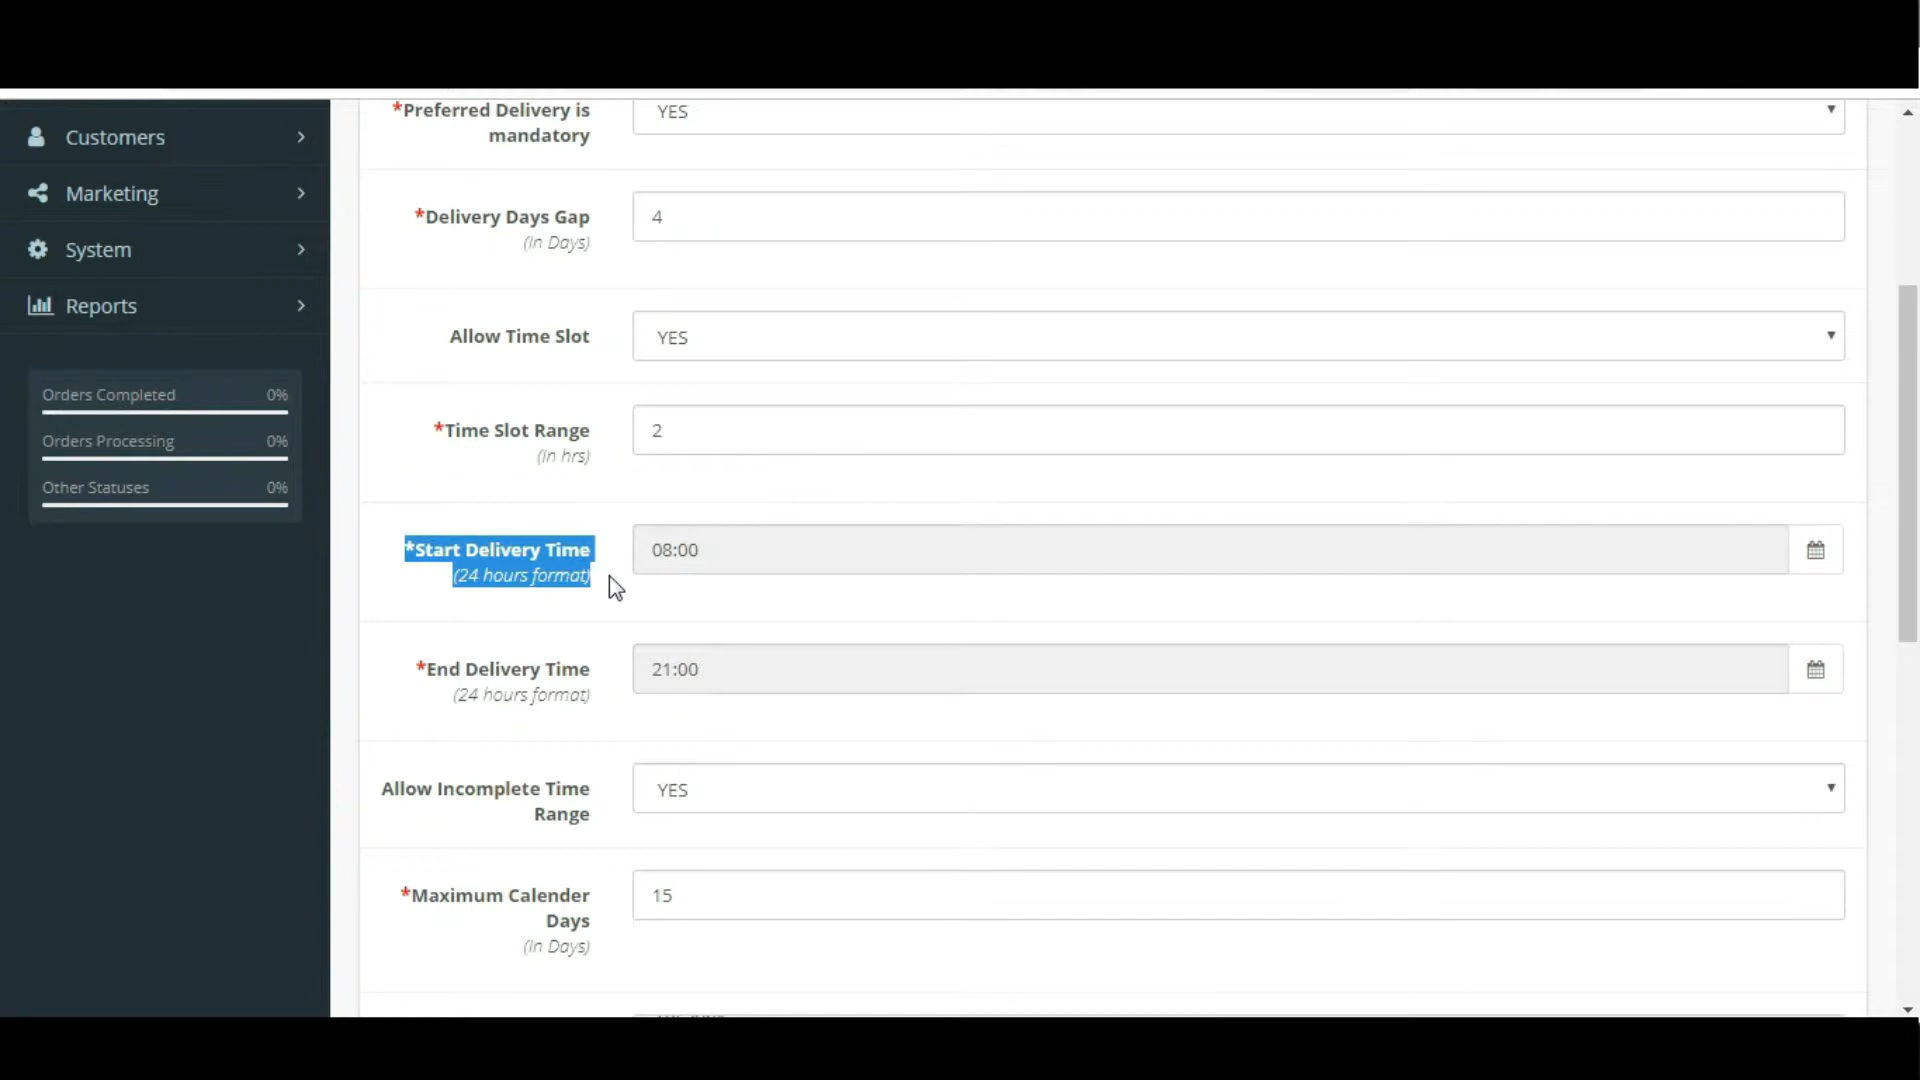 Customers
Marketing
System
Reports
Orders Completed 0%
Orders Processing 0%
Other Statuses 0%
*Preferred Delivery is
mandatory
YES
*Delivery Days Gap
(In Days)
4
Allow Time Slot
YES
*Time Slot Range
(in hrs)
2
*Start Delivery Time
(24 hours format)
08:00
*End Delivery Time
(24 hours format)
21:00
Allow Incomplete Time
Range
YES
*Maximum Calender
Days
(In Days)
15